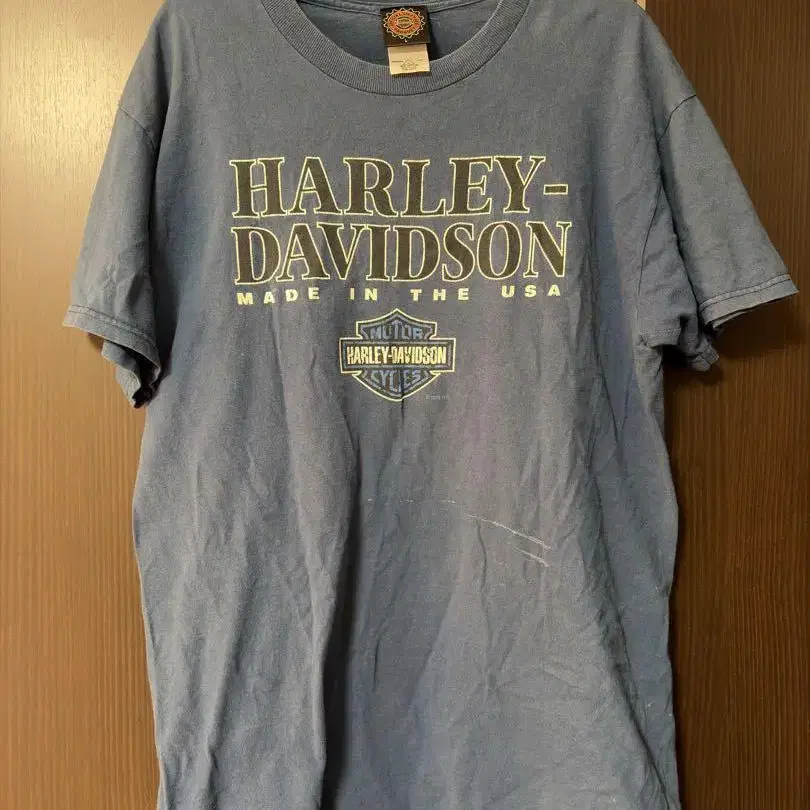 HARLEY-
DAVIDSON
MADE IN THE USA
MOTOR
HARLEY-DAVIDSON
CYCLES